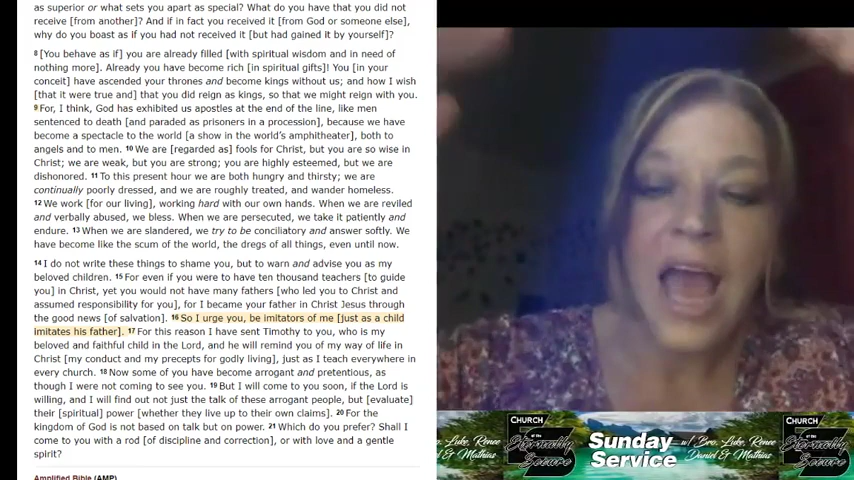 as superior or what sets you apart as special? What do you have that you did not
receive [from another]? And if in fact you received it [from God or someone else],
why do you boast as if you had not received it [but had gained it by yourself]?
8 [You behave as if] you are already filled [with spiritual wisdom and in need of
nothing more]. Already you have become rich [in spiritual gifts]! You [in your
conceit] have ascended your thrones and become kings without us; and how I wish
[that it were true and] that you did reign as kings, so that we might reign with you.
9 For, I think, God has exhibited us apostles at the end of the line, like men
sentenced to death [and paraded as prisoners in a procession], because we have
become a spectacle to the world [a show in the world's amphitheater], both to
angels and to men. 10 We are [regarded as] fools for Christ, but you are so wise in
Christ; we are weak, but you are strong; you are highly esteemed, but we are
dishonored. 11 To this present hour we are both hungry and thirsty; we are
continually poorly dressed, and we are roughly treated, and wander homeless.
12 We work [for our living], working hard with our own hands. When we are reviled
and verbally abused, we bless. When we are persecuted, we take it patiently and
endure. 13 When we are slandered, we try to be conciliatory and answer softly. We
have become like the scum of the world, the dregs of all things, even until now.
14 I do not write these things to shame you, but to warn and advise you as my
beloved children. 15 For even if you were to have ten thousand teachers [to guide
you] in Christ, yet you would not have many fathers [who led you to Christ and
assumed responsibility for you], for I became your father in Christ Jesus through
the good news [of salvation]. 16 So I urge you, be imitators of me [just as a child
imitates his father]. 17 For this reason I have sent Timothy to you, who is my
beloved and faithful child in the Lord, and he will remind you of my way of life in
Christ [my conduct and my precepts for godly living], just as I teach everywhere in
every church. 18 Now some of you have become arrogant and pretentious, as
though I were not coming to see you. 19 But I will come to you soon, if the Lord is
willing, and I will find out not just the talk of these arrogant people, but [evaluate]
their [spiritual] power [whether they live up to their own claims]. 20 For the
kingdom of God is not based on talk but on power. 21 Which do you prefer? Shall I
come to you with a rod [of discipline and correction], or with love and a gentle
spirit?
Amplified Bible (AMP)
Bro. Luke, Renee
Daniel & Mathias
CHURCH
of the
Eternally
Secure
Sunday
Service
w/ Bro. Luke, Renee
Daniel & Mathias
CHURCH
of the
Eternally
Secure